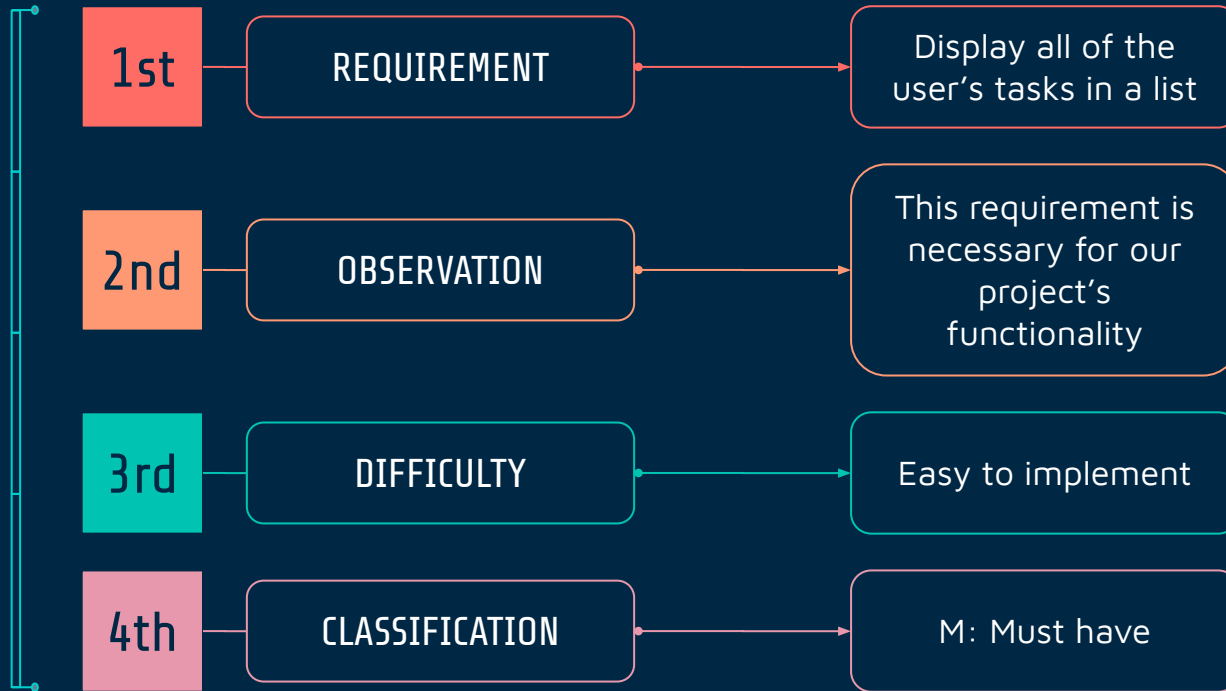 1st
REQUIREMENT
Display all of the
user’s tasks in a list
2nd
OBSERVATION
This requirement is
necessary for our
project’s
functionality
3rd
DIFFICULTY
Easy to implement
4th
CLASSIFICATION
M: Must have